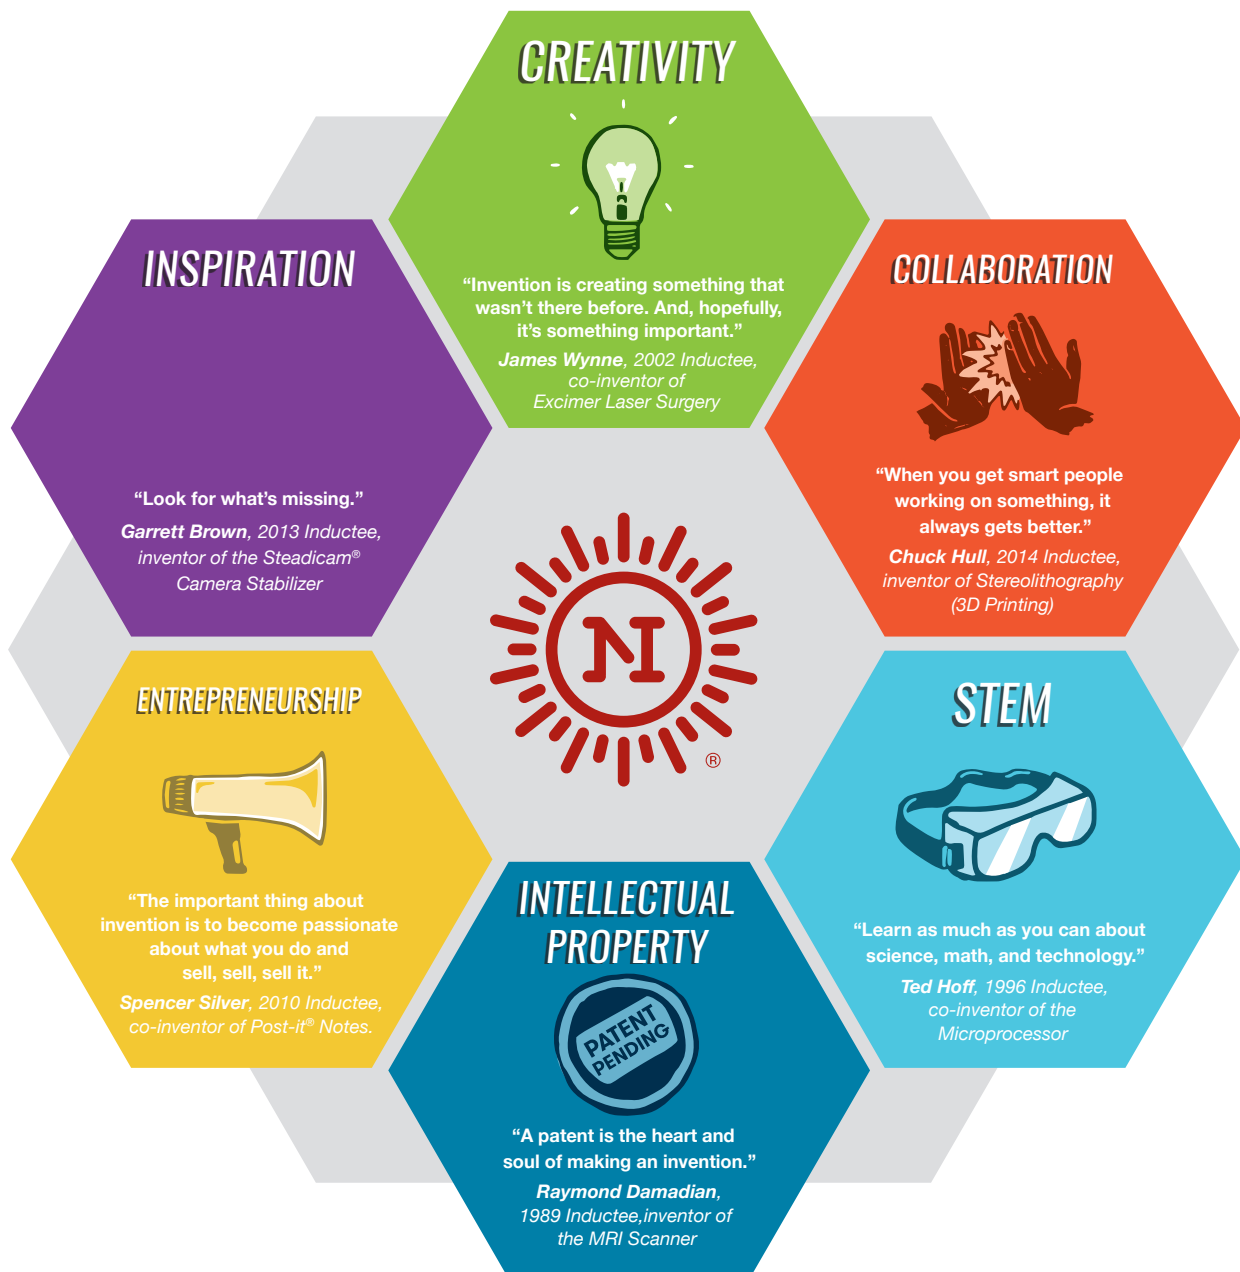 CREATIVITY
“Invention is creating something that
wasn’t there before. And, hopefully,
it’s something important.”
James Wynne, 2002 Inductee,
co-inventor of
Excimer Laser Surgery
INSPIRATION
“Look for what’s missing.”
Garrett Brown, 2013 Inductee,
inventor of the Steadicam®
Camera Stabilizer
COLLABORATION
“When you get smart people
working on something, it
always gets better.”
Chuck Hull, 2014 Inductee,
inventor of Stereolithography
(3D Printing)
N
®
ENTREPRENEURSHIP
“The important thing about
invention is to become passionate
about what you do and
sell, sell, sell it.”
Spencer Silver, 2010 Inductee,
co-inventor of Post-it® Notes.
STEM
“Learn as much as you can about
science, math, and technology.”
Ted Hoff, 1996 Inductee,
co-inventor of the
Microprocessor
INTELLECTUAL
PROPERTY
PATENT
PENDING
“A patent is the heart and
soul of making an invention.”
Raymond Damadian,
1989 Inductee,inventor of
the MRI Scanner